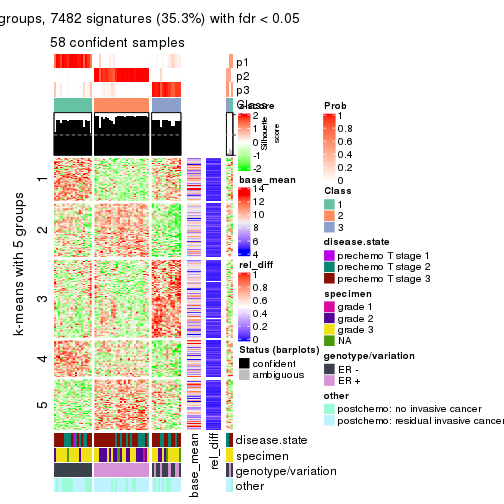 groups, 7482 signatures (35.3%) with fdr < 0.05
58 confident samples
p1
p2
p3
Class
z-score
2
1
0
-1
-2
Silhouette
score
base_mean
14
12
10
8
6
4
rel_diff
1
0.8
0.6
0.4
0.2
0
Status (barplots)
confident
ambiguous
Prob
1
0.8
0.6
0.4
0.2
0
Class
1
2
3
disease.state
prechemo T stage 1
prechemo T stage 2
prechemo T stage 3
specimen
grade 1
grade 2
grade 3
NA
genotype/variation
ER -
ER +
other
postchemo: no invasive cancer
postchemo: residual invasive cancer
k-means with 5 groups
1
2
3
4
5
base_mean
rel_diff
disease.state
specimen
genotype/variation
other